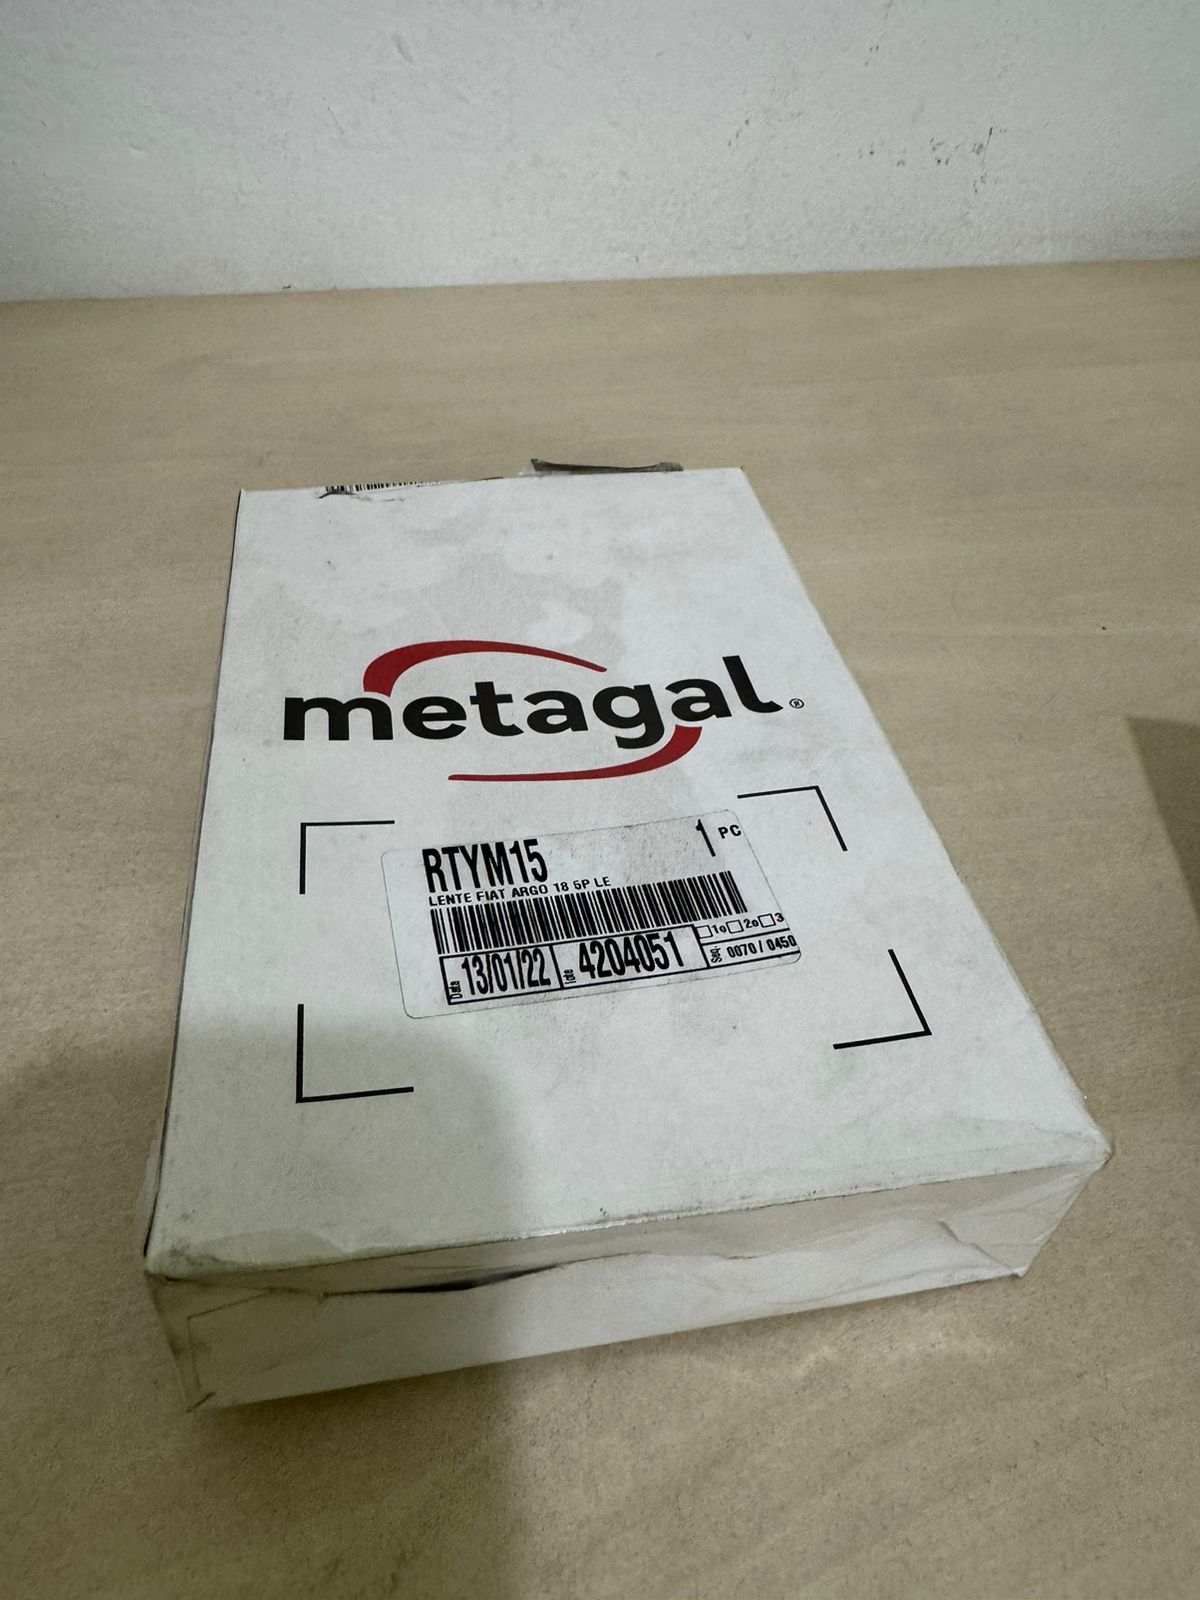 metagal®
RTYM15
1 PC
LENTE FIAT ARGO 18 5P LE
1o 2o 3
Data 13/01/22 lote 4204051 Seq: 0070 / 0450